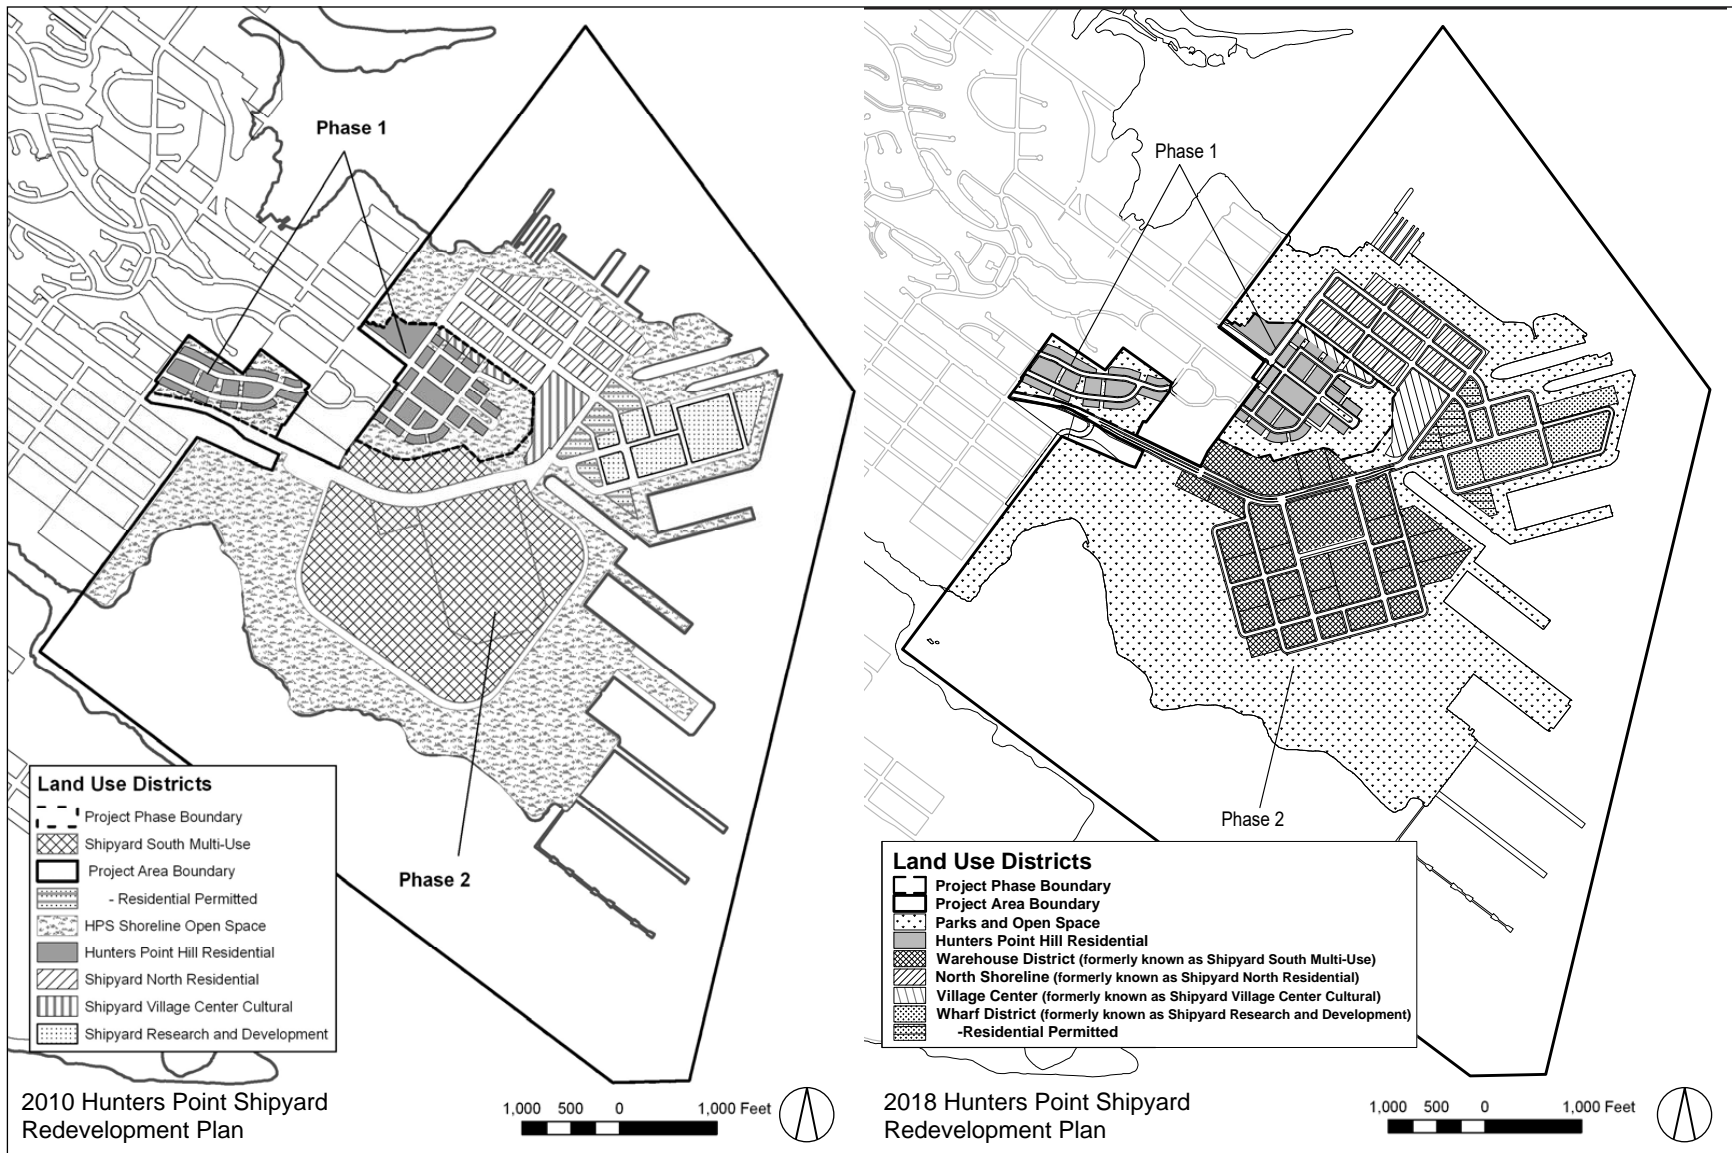 Phase 1
Phase 2
Land Use Districts
Project Phase Boundary
Shipyard South Multi-Use
Project Area Boundary
- Residential Permitted
HPS Shoreline Open Space
Hunters Point Hill Residential
Shipyard North Residential
Shipyard Village Center Cultural
Shipyard Research and Development
2010 Hunters Point Shipyard
Redevelopment Plan
1,000 500 0 1,000 Feet
Phase 1
Phase 2
Land Use Districts
Project Phase Boundary
Project Area Boundary
Parks and Open Space
Hunters Point Hill Residential
Warehouse District (formerly known as Shipyard South Multi-Use)
North Shoreline (formerly known as Shipyard North Residential)
Village Center (formerly known as Shipyard Village Center Cultural)
Wharf District (formerly known as Shipyard Research and Development)
-Residential Permitted
2018 Hunters Point Shipyard
Redevelopment Plan
1,000 500 0 1,000 Feet